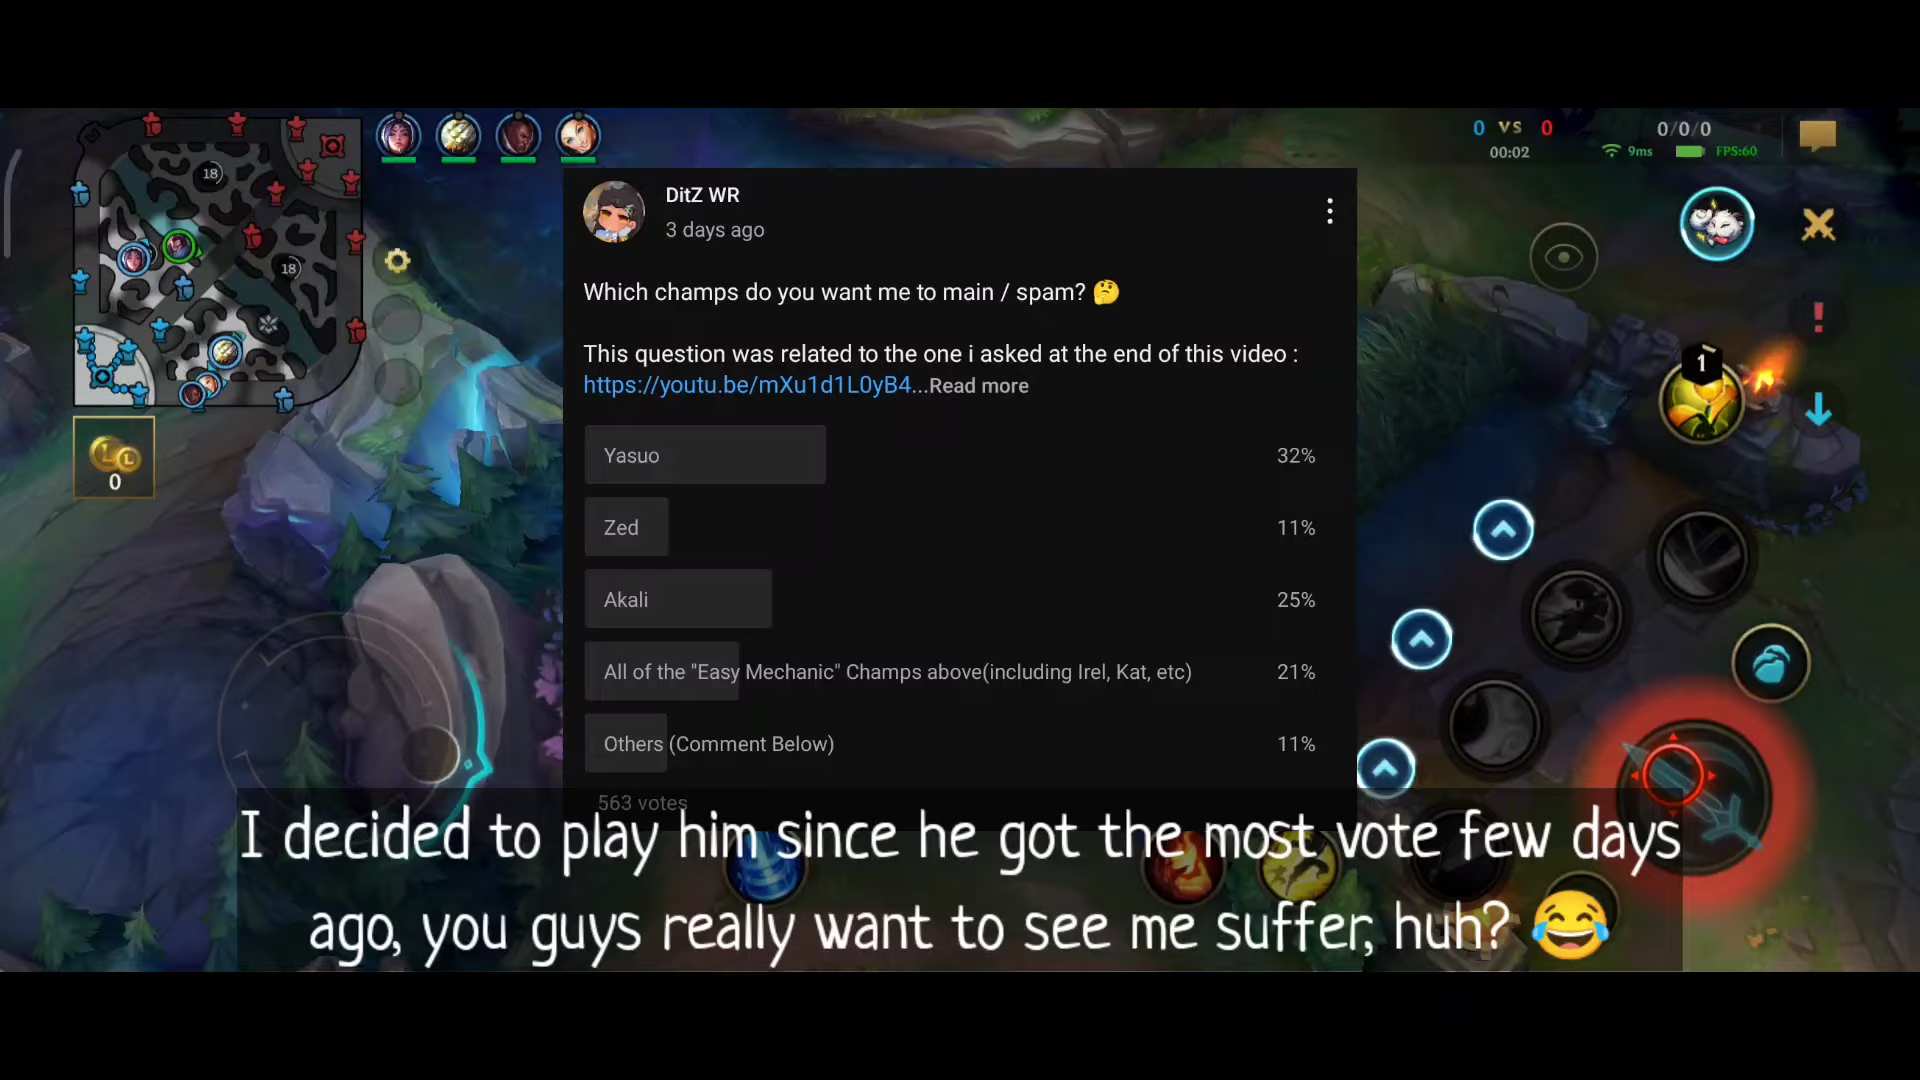 0 VS 0
0/0/0
00:02
9ms
FPS:60
18
18
0
1
DitZ WR
3 days ago
Which champs do you want me to main / spam? 🤔
This question was related to the one i asked at the end of this video :
https://youtu.be/mXu1d1L0yB4...Read more
Yasuo 32%
Zed 11%
Akali 25%
All of the "Easy Mechanic" Champs above(including Irel, Kat, etc) 21%
Others (Comment Below) 11%
563 votes
I decided to play him since he got the most vote few days
ago, you guys really want to see me suffer, huh? 😂